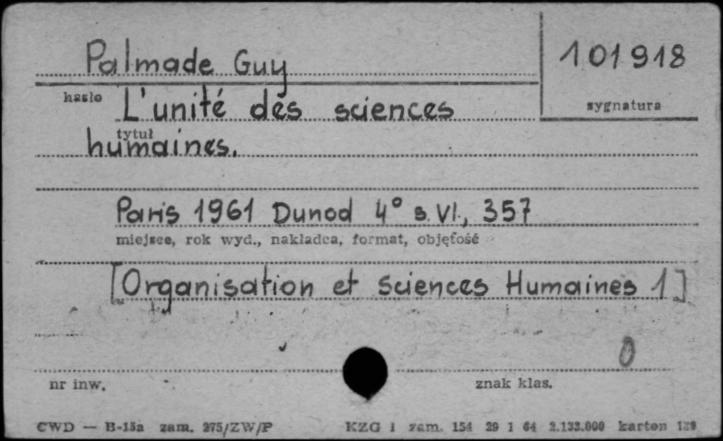 Palmade Guy
101918
hasło
sygnatura
L'unité des sciences
tytuł
humaines.
Paris 1961 Dunod 4° s. VI, 357
miejsce, rok wyd., nakładca, format, objętość
[Organisation et Sciences Humaines 1]
0
nr inw.
znak klas.
CWD — B-15a zam. 275/ZW/P
KZG 1 zam. 154 29 1 64 2.133.000 karton